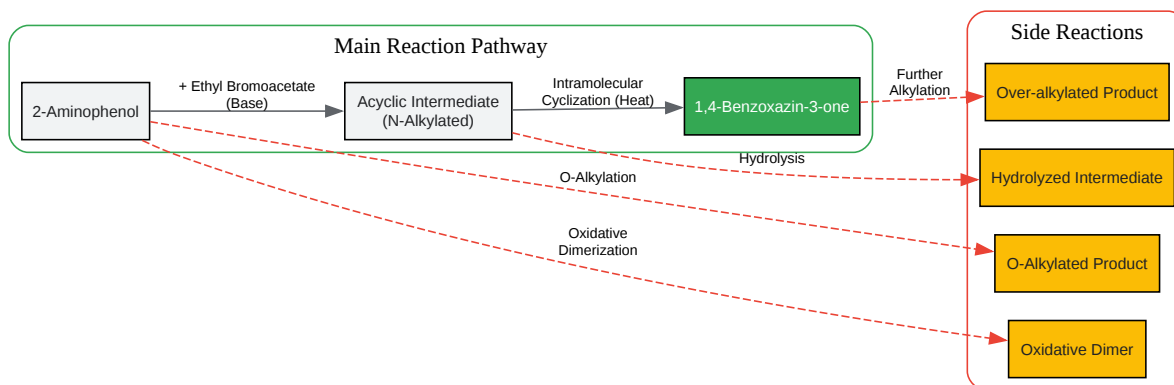 Main Reaction Pathway
Side Reactions
2-Aminophenol
+ Ethyl Bromoacetate
(Base)
Acyclic Intermediate
(N-Alkylated)
Intramolecular
Cyclization (Heat)
1,4-Benzoxazin-3-one
Further
Alkylation
Over-alkylated Product
Hydrolysis
Hydrolyzed Intermediate
O-Alkylation
O-Alkylated Product
Oxidative
Dimerization
Oxidative Dimer